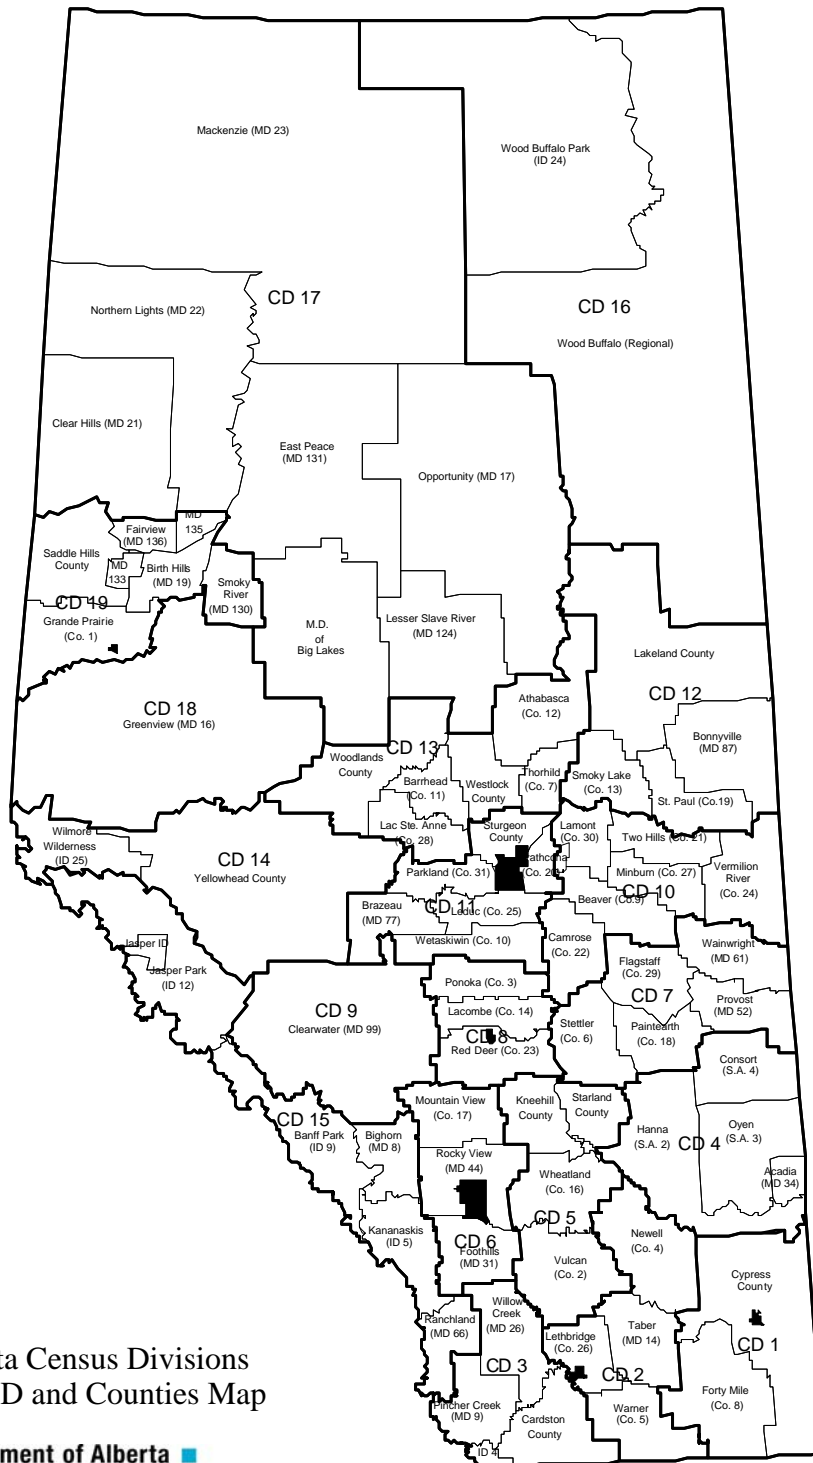 Mackenzie (MD 23)
Wood Buffalo Park
(ID 24)
CD 17
CD 16
Northern Lights (MD 22)
Wood Buffalo (Regional)
Clear Hills (MD 21)
East Peace
(MD 131)
Opportunity (MD 17)
MD
135
Fairview
(MD 136)
Saddle Hills
County
MD
133
Birth Hills
(MD 19)
Smoky
River
(MD 130)
CD 19
Grande Prairie
(Co. 1)
M.D.
of
Big Lakes
Lesser Slave River
(MD 124)
Lakeland County
CD 12
Athabasca
(Co. 12)
CD 18
Greenview (MD 16)
Bonnyville
(MD 87)
CD 13
Woodlands
County
Barrhead
(Co. 11)
Westlock
County
Thorhild
(Co. 7)
Smoky Lake
(Co. 13)
St. Paul (Co.19)
Wilmore
Wilderness
(ID 25)
Lac Ste. Anne
(Co. 28)
Sturgeon
County
Lamont
(Co. 30)
Two Hills (Co. 21)
CD 14
Yellowhead County
Parkland (Co. 31)
(Co. 20)
Minburn (Co. 27)
Vermilion
River
(Co. 24)
CD 10
Beaver (Co.9)
Brazeau
(MD 77)
CD 11
Leduc (Co. 25)
Wetaskiwin (Co. 10)
Camrose
(Co. 22)
Wainwright
(MD 61)
Jasper ID
Jasper Park
(ID 12)
Flagstaff
(Co. 29)
CD 7
Ponoka (Co. 3)
Provost
(MD 52)
CD 9
Clearwater (MD 99)
Lacombe (Co. 14)
CD 8
Red Deer (Co. 23)
Stettler
(Co. 6)
Paintearth
(Co. 18)
Consort
(S.A. 4)
Mountain View
(Co. 17)
Kneehill
County
Starland
County
CD 15
Banff Park
(ID 9)
Bighorn
(MD 8)
Hanna
(S.A. 2)
CD 4
Oyen
(S.A. 3)
Rocky View
(MD 44)
Wheatland
(Co. 16)
Acadia
(MD 34)
CD 5
Kananaskis
(ID 5)
CD 6
Foothills
(MD 31)
Newell
(Co. 4)
Vulcan
(Co. 2)
Cypress
County
Willow
Creek
(MD 26)
Ranchland
(MD 66)
Taber
(MD 14)
Lethbridge
(Co. 26)
CD 1
CD 3
CD 2
Forty Mile
(Co. 8)
Pincher Creek
(MD 9)
Cardston
County
Warner
(Co. 5)
ID 4
ta Census Divisions
D and Counties Map
ment of Alberta